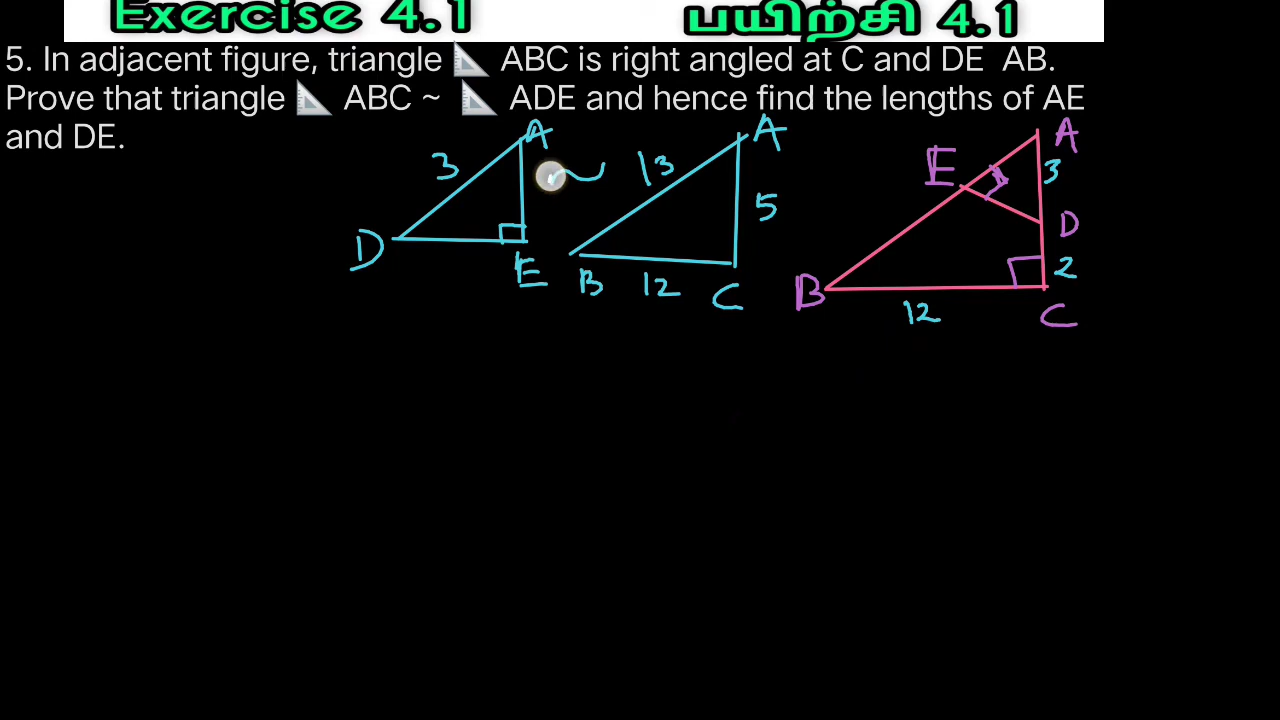 Exercise 4.1 பயிற்சி 4.1
5. In adjacent figure, triangle 📐 ABC is right angled at C and DE AB.
Prove that triangle 📐 ABC ~ 📐 ADE and hence find the lengths of AE
and DE.
A A A
3 13 E 3
5 D
D 2
E B 12 C B 12 C